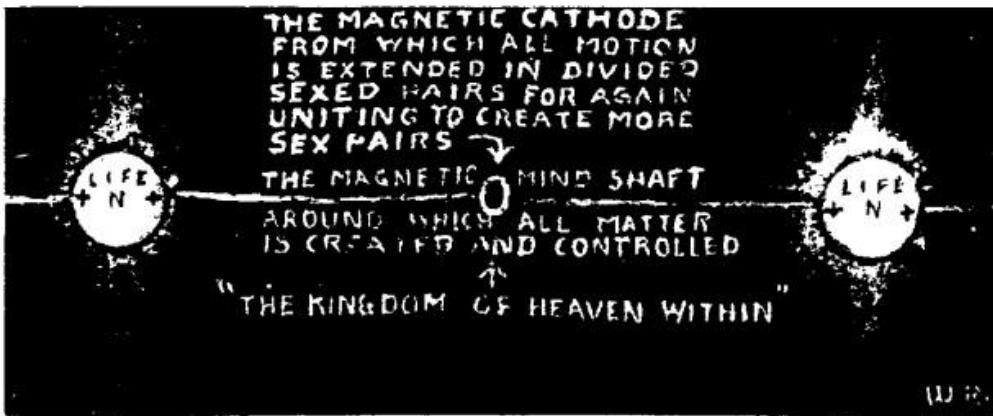 THE MAGNETIC CATHODE
FROM WHICH ALL MOTION
IS EXTENDED IN DIVIDED
SEXED PAIRS FOR AGAIN
UNITING TO CREATE MORE
SEX PAIRS
LIFE
+ N +
THE MAGNETIC O MIND SHAFT
LIFE
+ N +
AROUND WHICH ALL MATTER
IS CREATED AND CONTROLLED
"THE KINGDOM OF HEAVEN WITHIN"